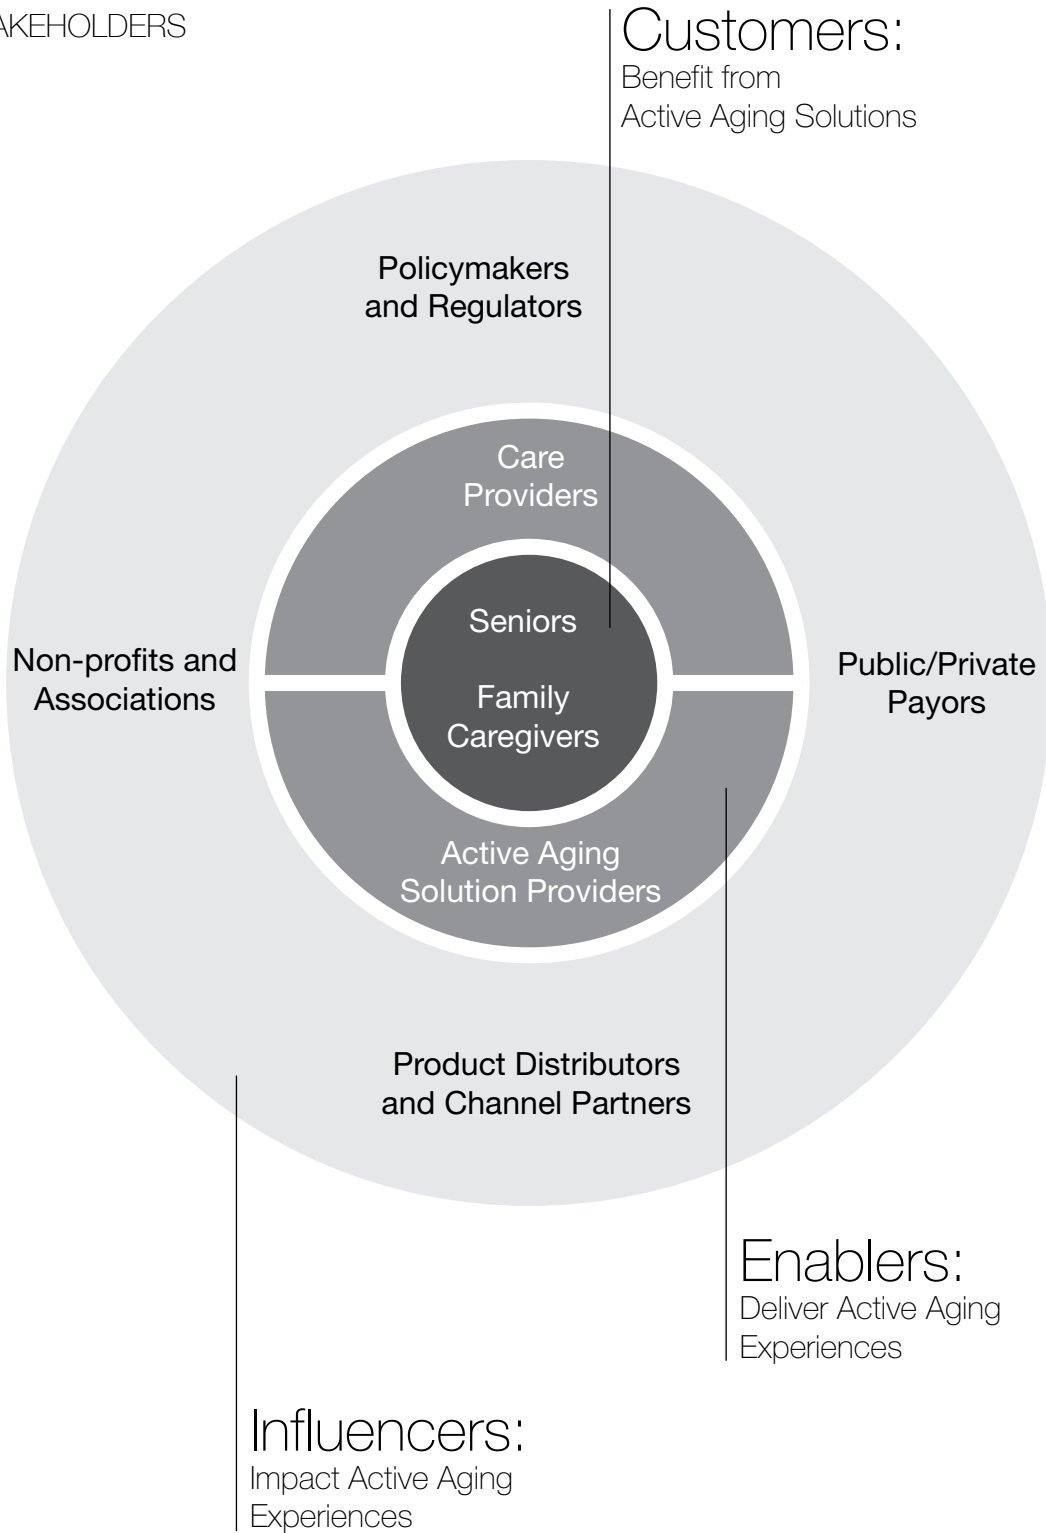 AKEHOLDERS
Customers:
Benefit from
Active Aging Solutions
Policymakers
and Regulators
Care
Providers
Seniors
Family
Caregivers
Non-profits and
Associations
Public/Private
Payors
Active Aging
Solution Providers
Product Distributors
and Channel Partners
Enablers:
Deliver Active Aging
Experiences
Influencers:
Impact Active Aging
Experiences